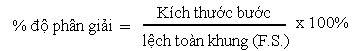 % độ phân giải = Kích thước bước x 100%
lệch toàn khung (F.S.)